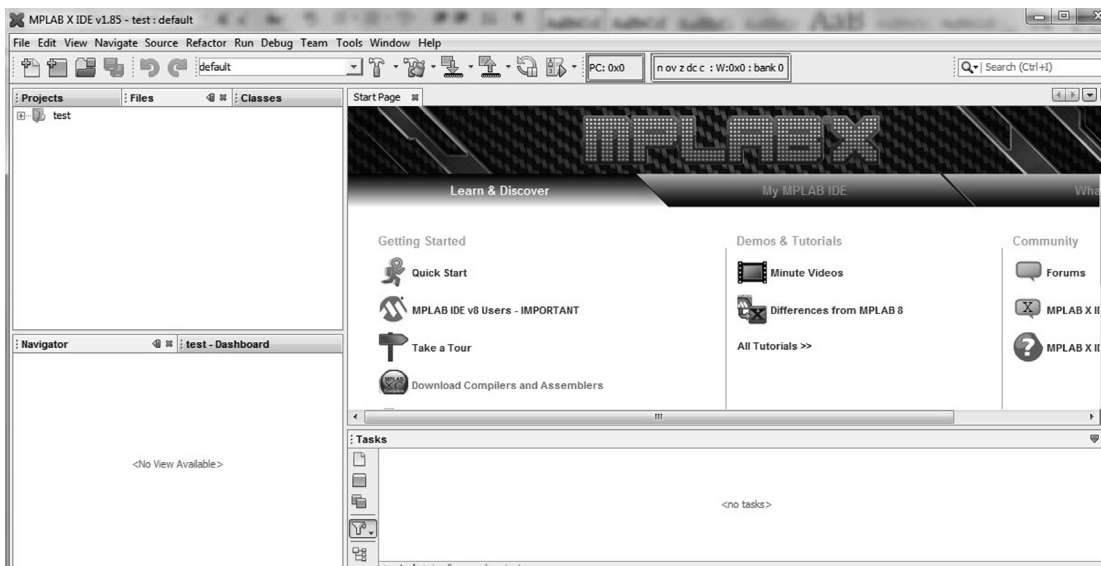 MPLAB X IDE v1.85 - test : default
File Edit View Navigate Source Refactor Run Debug Team Tools Window Help
default
PC: 0x0
n ov z dc c : W:0x0 : bank 0
Search (Ctrl+I)
Projects
Files
Classes
Start Page
test
MPLABX
Learn & Discover
My MPLAB IDE
Wha
Getting Started
Demos & Tutorials
Community
Quick Start
Minute Videos
Forums
MPLAB IDE v8 Users - IMPORTANT
Differences from MPLAB 8
MPLAB X I
Take a Tour
All Tutorials >>
MPLAB X I
Download Compilers and Assemblers
Navigator
test - Dashboard
<No View Available>
Tasks
<no tasks>